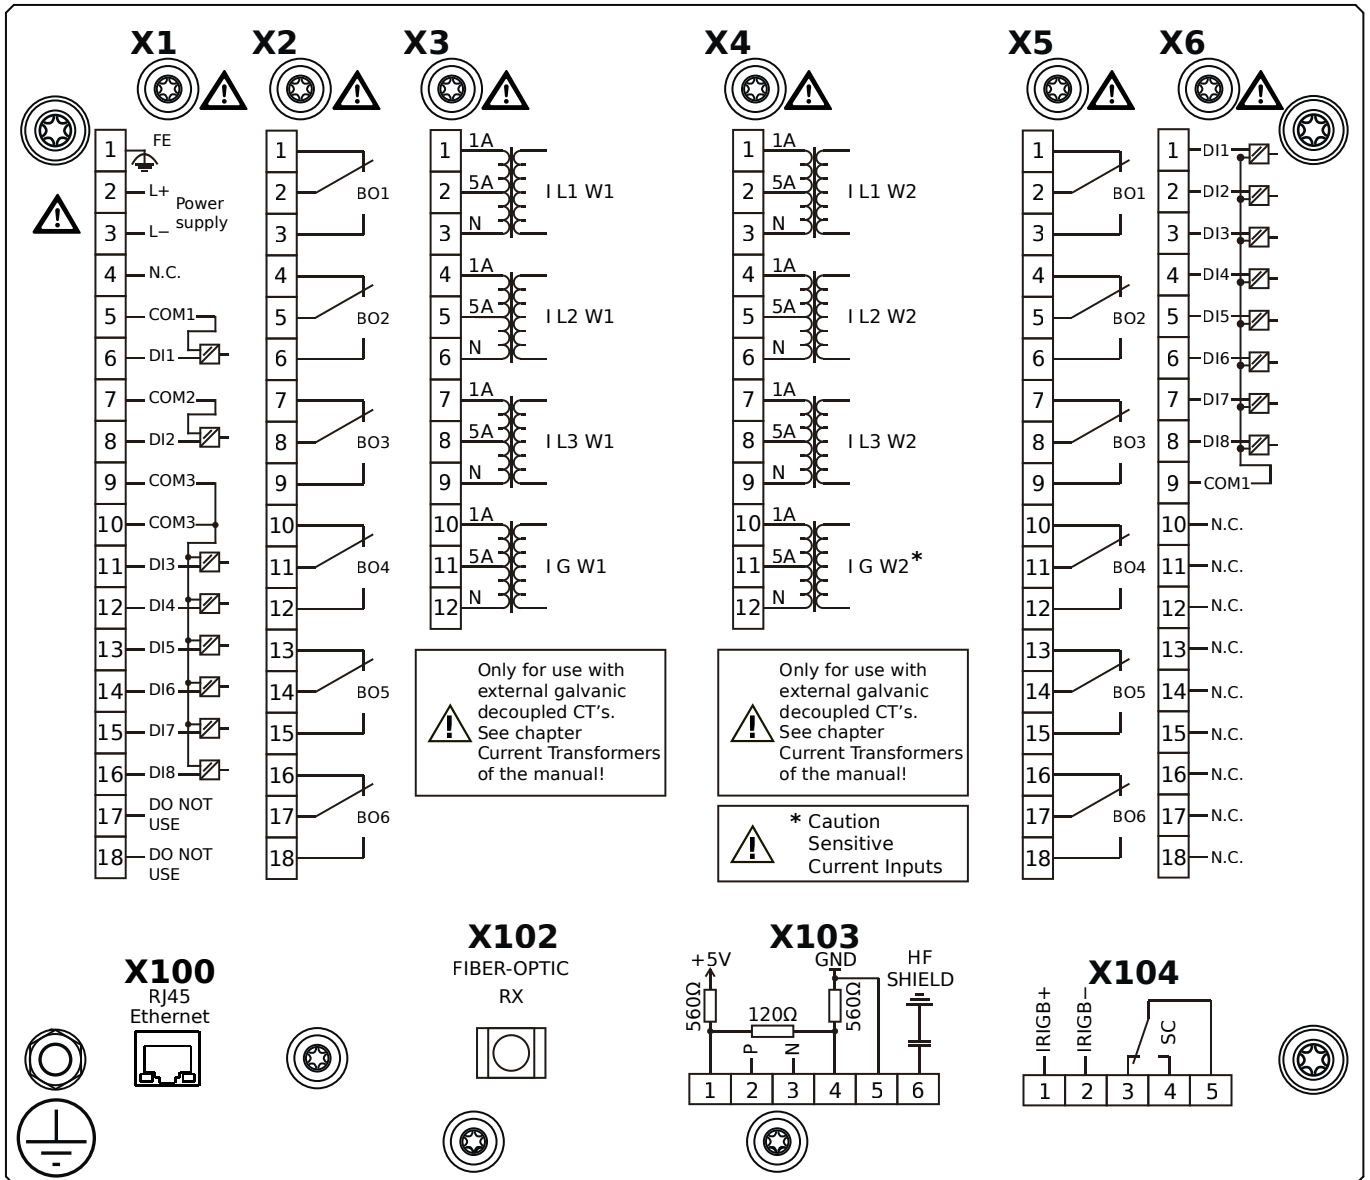 X1 X2 X3 X4 X5 X6
1 FE
2 L+
Power
supply
3 L−
4 N.C.
5 COM1
6 DI1
7 COM2
8 DI2
9 COM3
10 COM3
11 DI3
12 DI4
13 DI5
14 DI6
15 DI7
16 DI8
17 DO NOT
USE
18 DO NOT
USE
1
2 BO1
3
4
5 BO2
6
7
8 BO3
9
10
11 BO4
12
13
14 BO5
15
16
17 BO6
18
1 1A
2 5A I L1 W1
3 N
4 1A
5 5A I L2 W1
6 N
7 1A
8 5A I L3 W1
9 N
10 1A
11 5A I G W1
12 N
Only for use with
external galvanic
decoupled CT's.
See chapter
Current Transformers
of the manual!
1 1A
2 5A I L1 W2
3 N
4 1A
5 5A I L2 W2
6 N
7 1A
8 5A I L3 W2
9 N
10 1A
11 5A I G W2*
12 N
Only for use with
external galvanic
decoupled CT's.
See chapter
Current Transformers
of the manual!
* Caution
Sensitive
Current Inputs
1
2 BO1
3
4
5 BO2
6
7
8 BO3
9
10
11 BO4
12
13
14 BO5
15
16
17 BO6
18
1 DI1
2 DI2
3 DI3
4 DI4
5 DI5
6 DI6
7 DI7
8 DI8
9 COM1
10 N.C.
11 N.C.
12 N.C.
13 N.C.
14 N.C.
15 N.C.
16 N.C.
17 N.C.
18 N.C.
X100
RJ45
Ethernet
X102
FIBER-OPTIC
RX
X103
+5V GND HF
SHIELD
560Ω 120Ω 560Ω
P N
1 2 3 4 5 6
X104
IRIGB+ IRIGB− SC
1 2 3 4 5